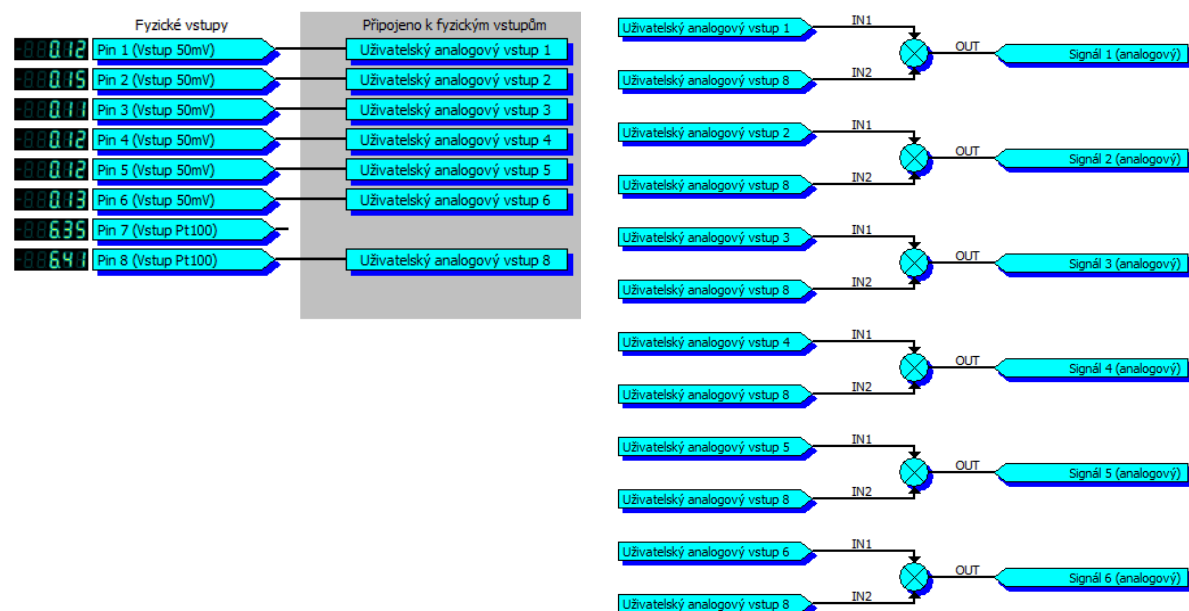 Fyzické vstupy
Připojeno k fyzickým vstupům
0.12 Pin 1 (Vstup 50mV) Uživatelský analogový vstup 1
0.15 Pin 2 (Vstup 50mV) Uživatelský analogový vstup 2
0.11 Pin 3 (Vstup 50mV) Uživatelský analogový vstup 3
0.12 Pin 4 (Vstup 50mV) Uživatelský analogový vstup 4
0.12 Pin 5 (Vstup 50mV) Uživatelský analogový vstup 5
0.13 Pin 6 (Vstup 50mV) Uživatelský analogový vstup 6
6.35 Pin 7 (Vstup Pt100)
6.41 Pin 8 (Vstup Pt100) Uživatelský analogový vstup 8
Uživatelský analogový vstup 1 IN1
OUT Signál 1 (analogový)
Uživatelský analogový vstup 8 IN2
Uživatelský analogový vstup 2 IN1
OUT Signál 2 (analogový)
Uživatelský analogový vstup 8 IN2
Uživatelský analogový vstup 3 IN1
OUT Signál 3 (analogový)
Uživatelský analogový vstup 8 IN2
Uživatelský analogový vstup 4 IN1
OUT Signál 4 (analogový)
Uživatelský analogový vstup 8 IN2
Uživatelský analogový vstup 5 IN1
OUT Signál 5 (analogový)
Uživatelský analogový vstup 8 IN2
Uživatelský analogový vstup 6 IN1
OUT Signál 6 (analogový)
Uživatelský analogový vstup 8 IN2